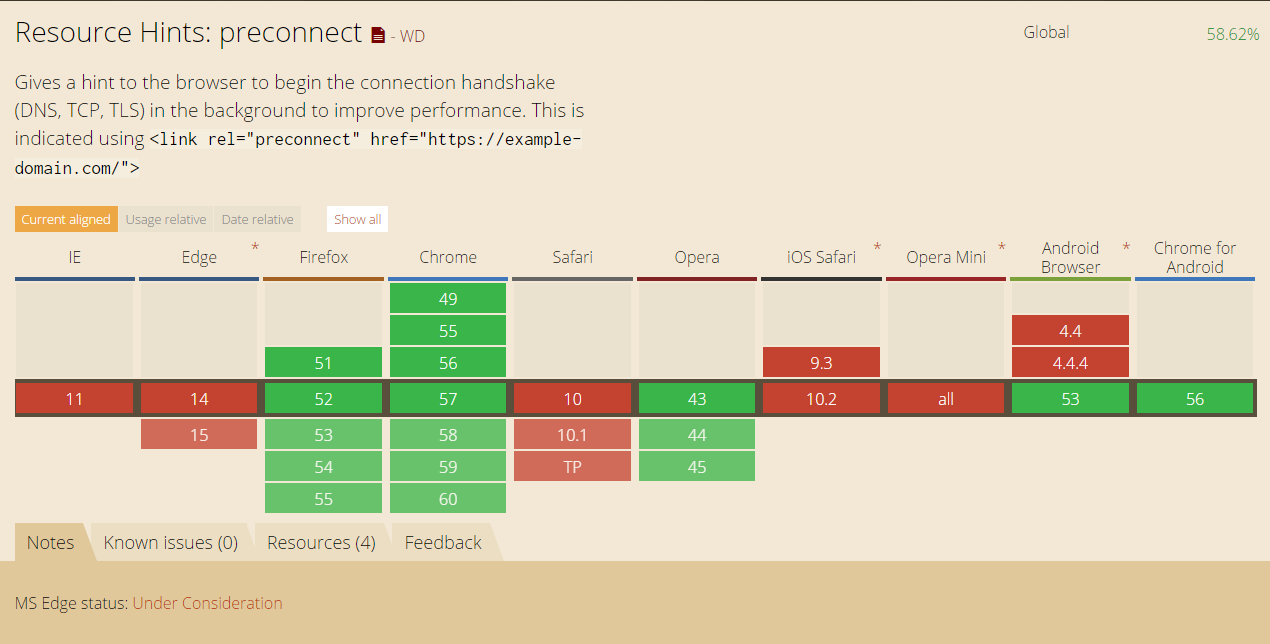 Resource Hints: preconnect - WD
Global 58.62%
Gives a hint to the browser to begin the connection handshake
(DNS, TCP, TLS) in the background to improve performance. This is
indicated using <link rel="preconnect" href="https://example-
domain.com/">
Current aligned Usage relative Date relative Show all
IE Edge * Firefox Chrome Safari Opera iOS Safari * Opera Mini * Android Browser * Chrome for Android
49
55 4.4
51 56 9.3 4.4.4
11 14 52 57 10 43 10.2 all 53 56
15 53 58 10.1 44
54 59 TP 45
55 60
Notes Known issues (0) Resources (4) Feedback
MS Edge status: Under Consideration